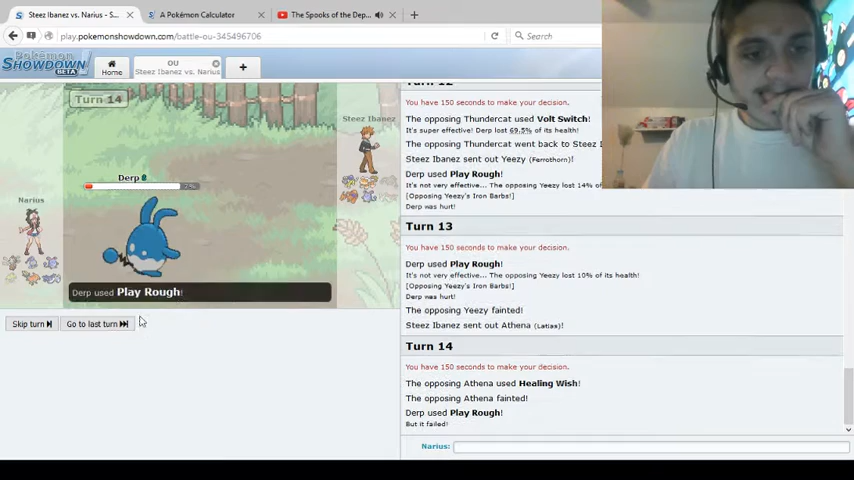 Steez Ibanez vs. Narius - S...
A Pokémon Calculator
The Spooks of the Dep...
play.pokemonshowdown.com/battle-ou-345496706
Search
Pokémon
SHOWDOWN
BETA
Home
OU
Steez Ibanez vs. Narius
Turn 14
Steez Ibanez
Derp
7%
Narius
Derp used Play Rough!
Skip turn
Go to last turn
Turn 12
You have 150 seconds to make your decision.
The opposing Thundercat used Volt Switch!
It's super effective! Derp lost 69.5% of its health!
The opposing Thundercat went back to Steez I
Steez Ibanez sent out Yeezy (Ferrothorn)!
Derp used Play Rough!
It's not very effective... The opposing Yeezy lost 14% of
[Opposing Yeezy's Iron Barbs!]
Derp was hurt!
Turn 13
You have 150 seconds to make your decision.
Derp used Play Rough!
It's not very effective... The opposing Yeezy lost 10% of its health!
[Opposing Yeezy's Iron Barbs!]
Derp was hurt!
The opposing Yeezy fainted!
Steez Ibanez sent out Athena (Latias)!
Turn 14
You have 150 seconds to make your decision.
The opposing Athena used Healing Wish!
The opposing Athena fainted!
Derp used Play Rough!
But it failed!
Narius: